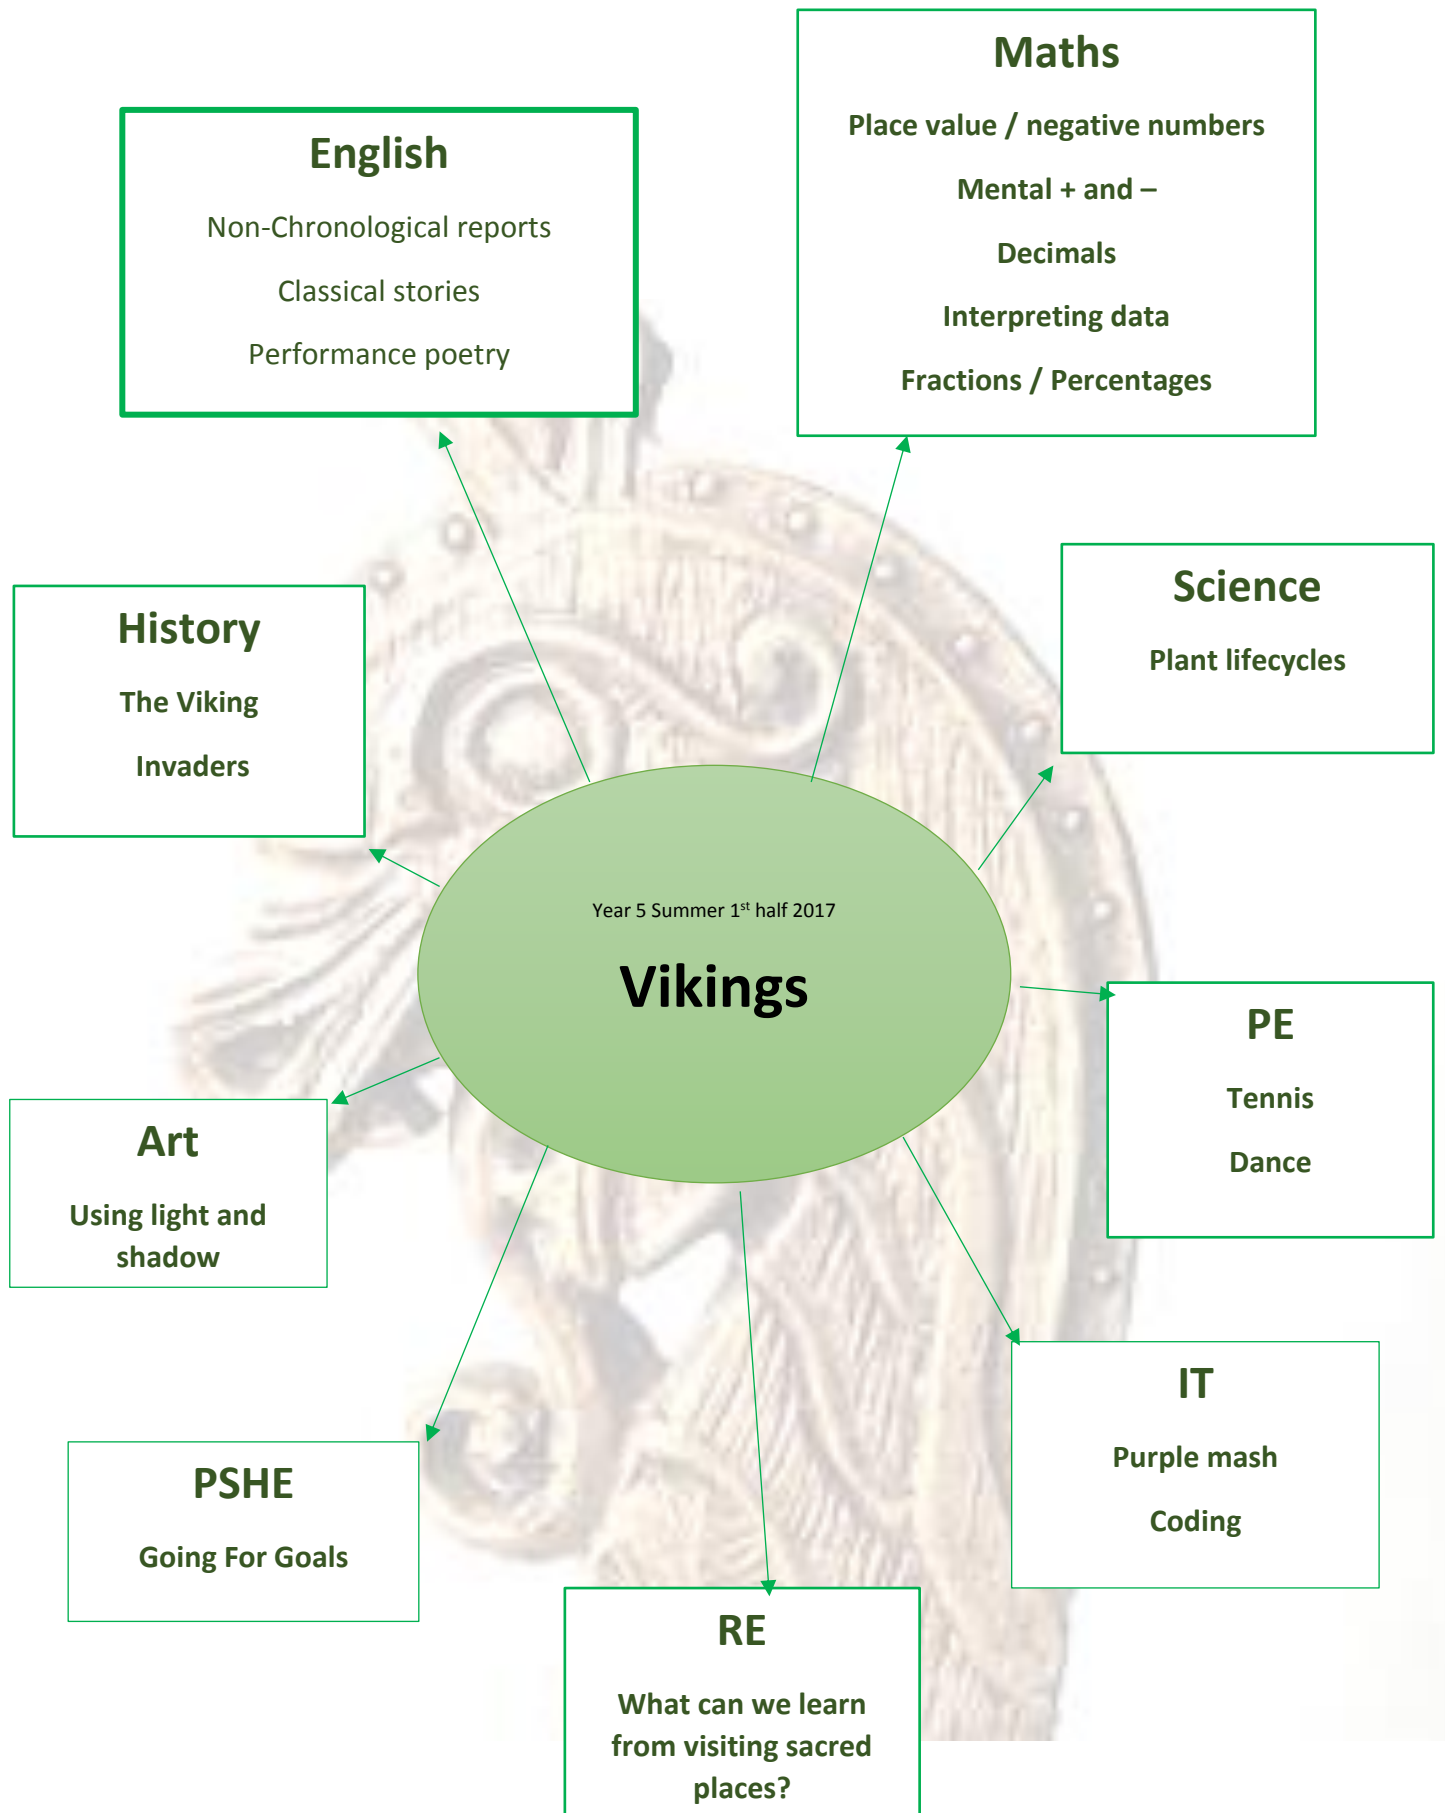 Maths
Place value / negative numbers
Mental + and –
Decimals
Interpreting data
Fractions / Percentages
English
Non-Chronological reports
Classical stories
Performance poetry
Science
Plant lifecycles
History
The Viking
Invaders
Year 5 Summer 1st half 2017
Vikings
PE
Tennis
Dance
Art
Using light and
shadow
IT
Purple mash
Coding
PSHE
Going For Goals
RE
What can we learn
from visiting sacred
places?